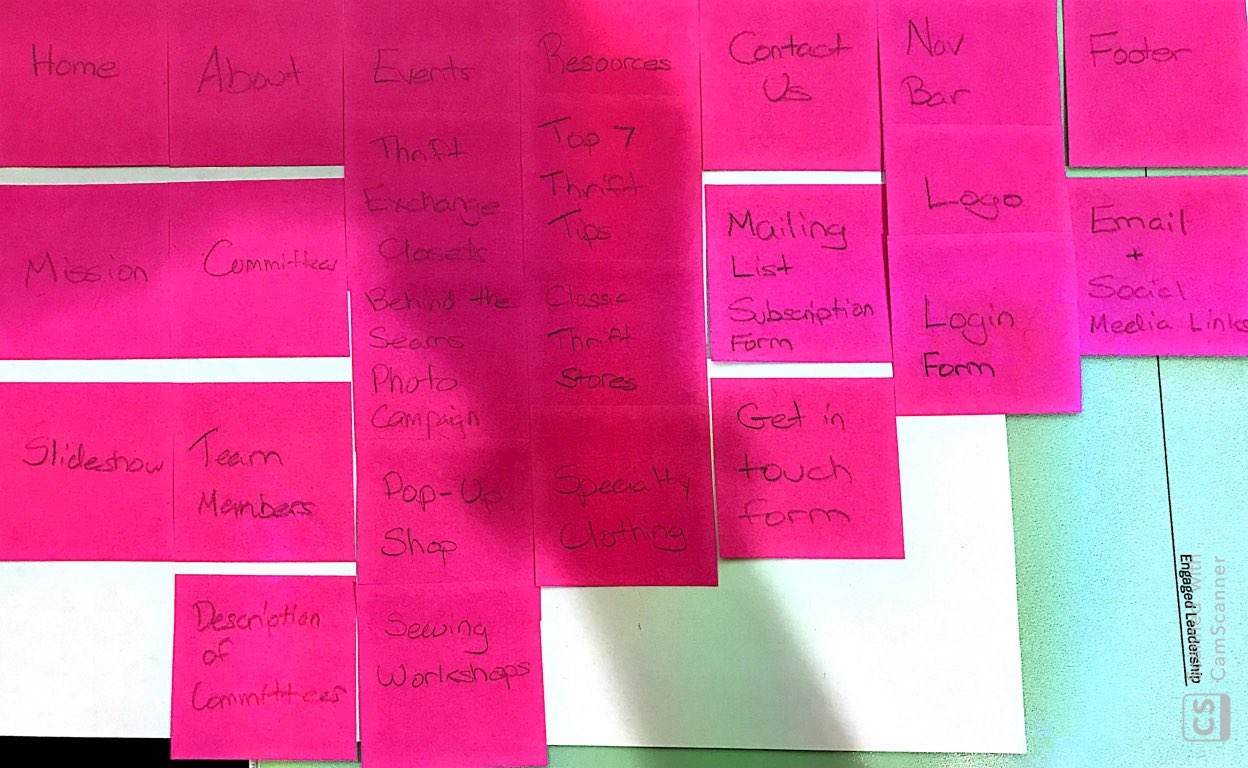 Home
Mission
Slideshow
About
Committees
Team
Members
Description
of
Committees
Events
Thrift
Exchange
Closets
Behind the
Seams
Photo
Campaign
Pop-Up
Shop
Sewing
Workshops
Resources
Top 7
Thrift
Tips
Classic
Thrift
Stores
Specialty
Clothing
Contact
Us
Mailing
List
Subscription
Form
Get in
touch
form
Nav
Bar
Logo
Login
Form
Footer
Email
+
Social
Media Links
Engaged Leadership
CS CamScanner